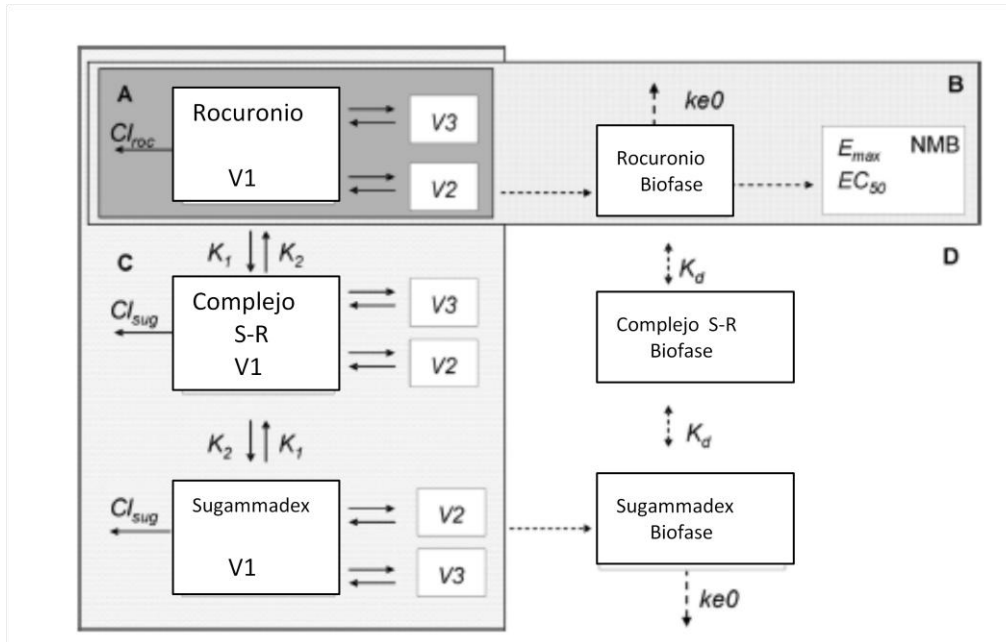 A
Rocuronio
V1
Cl_roc
V3
V2
ke0
B
Rocuronio
Biofase
E_max
NMB
EC_50
K_1
K_2
C
Complejo
S-R
V1
Cl_sug
V3
V2
K_d
D
Complejo S-R
Biofase
K_2
K_1
K_d
Sugammadex
V1
Cl_sug
V2
V3
Sugammadex
Biofase
ke0